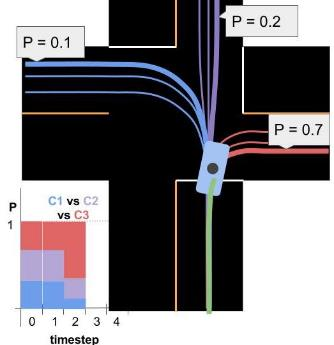 P = 0.2
P = 0.1
P = 0.7
P
C1 vs C2
vs C3
1
0 1 2 3 4
timestep